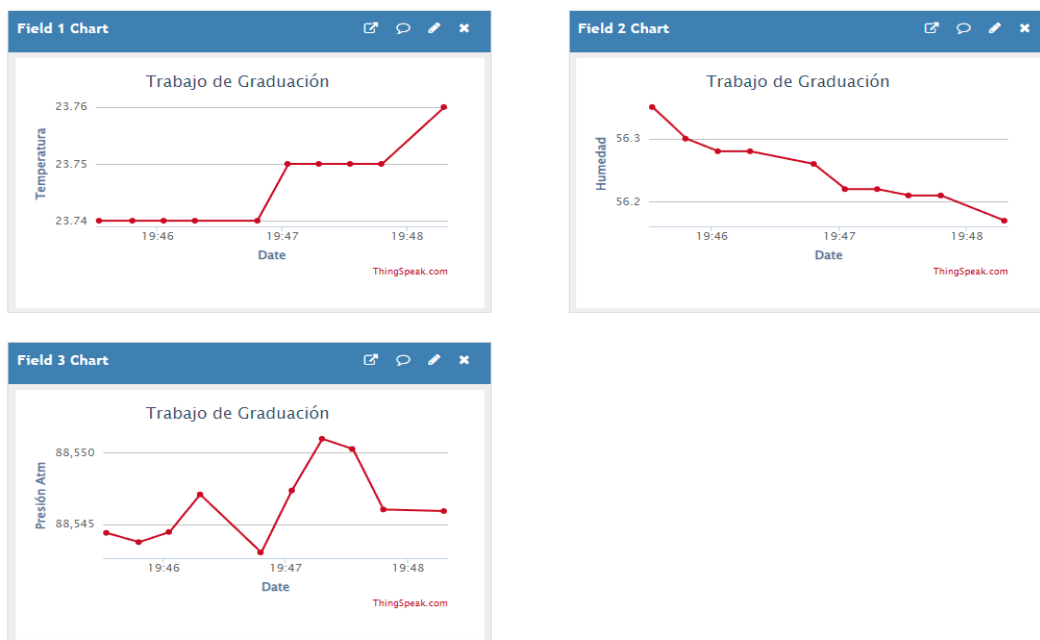 Field 1 Chart
Trabajo de Graduación
Temperatura
23.76
23.75
23.74
19:46
19:47
19:48
Date
ThingSpeak.com
Field 2 Chart
Trabajo de Graduación
Humedad
56.3
56.2
19:46
19:47
19:48
Date
ThingSpeak.com
Field 3 Chart
Trabajo de Graduación
Presión Atm
88,550
88,545
19:46
19:47
19:48
Date
ThingSpeak.com